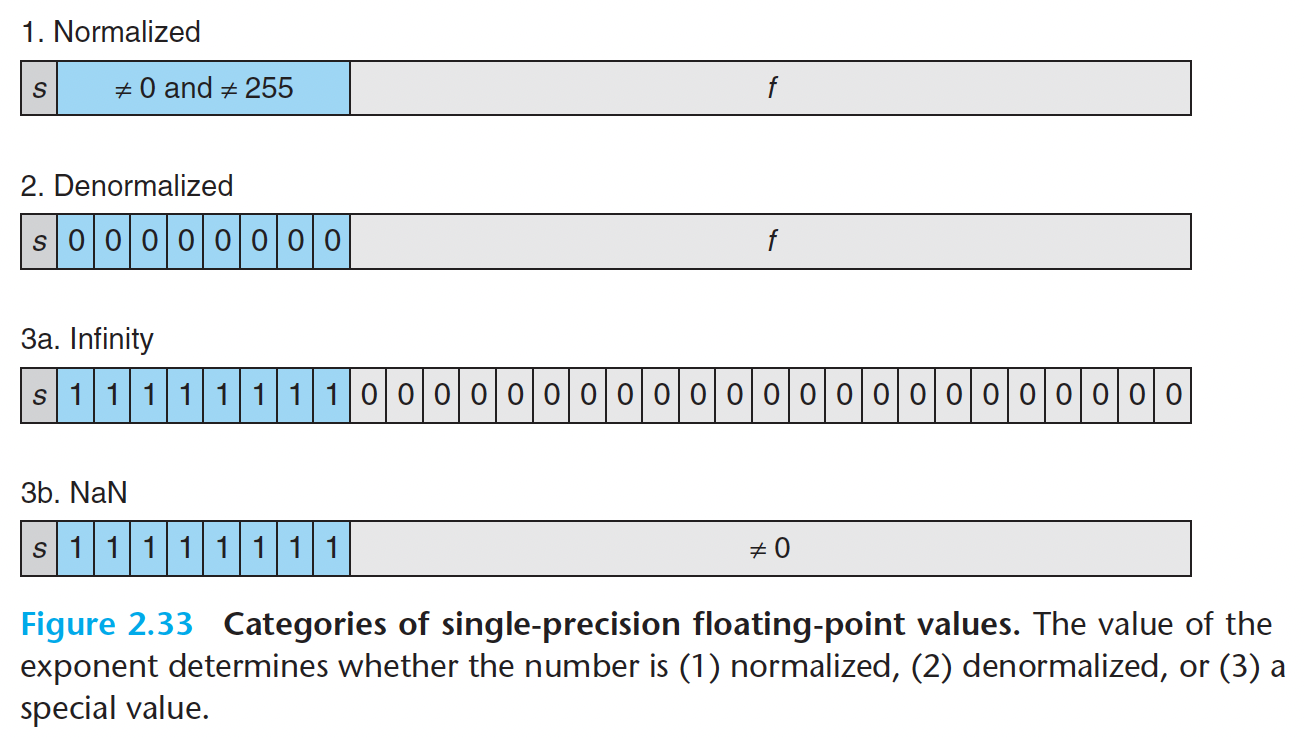 1. Normalized
s ≠ 0 and ≠ 255 f
2. Denormalized
s 0 0 0 0 0 0 0 0 f
3a. Infinity
s 1 1 1 1 1 1 1 1 0 0 0 0 0 0 0 0 0 0 0 0 0 0 0 0 0 0 0 0 0 0 0
3b. NaN
s 1 1 1 1 1 1 1 1 ≠ 0
Figure 2.33 Categories of single-precision floating-point values. The value of the
exponent determines whether the number is (1) normalized, (2) denormalized, or (3) a
special value.